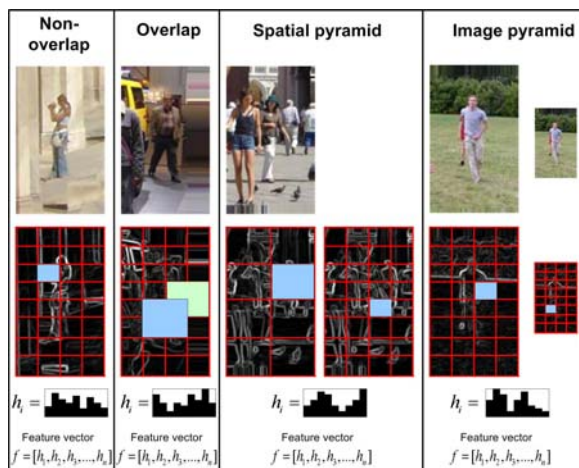 Non-
overlap
Overlap
Spatial pyramid
Image pyramid
hᵢ =
hᵢ =
hᵢ =
hᵢ =
Feature vector
Feature vector
Feature vector
Feature vector
f = [h₁, h₂, h₃, ..., hₙ]
f = [h₁, h₂, h₃, ..., hₙ]
f = [h₁, h₂, h₃, ..., hₙ]
f = [h₁, h₂, h₃, ..., hₙ]